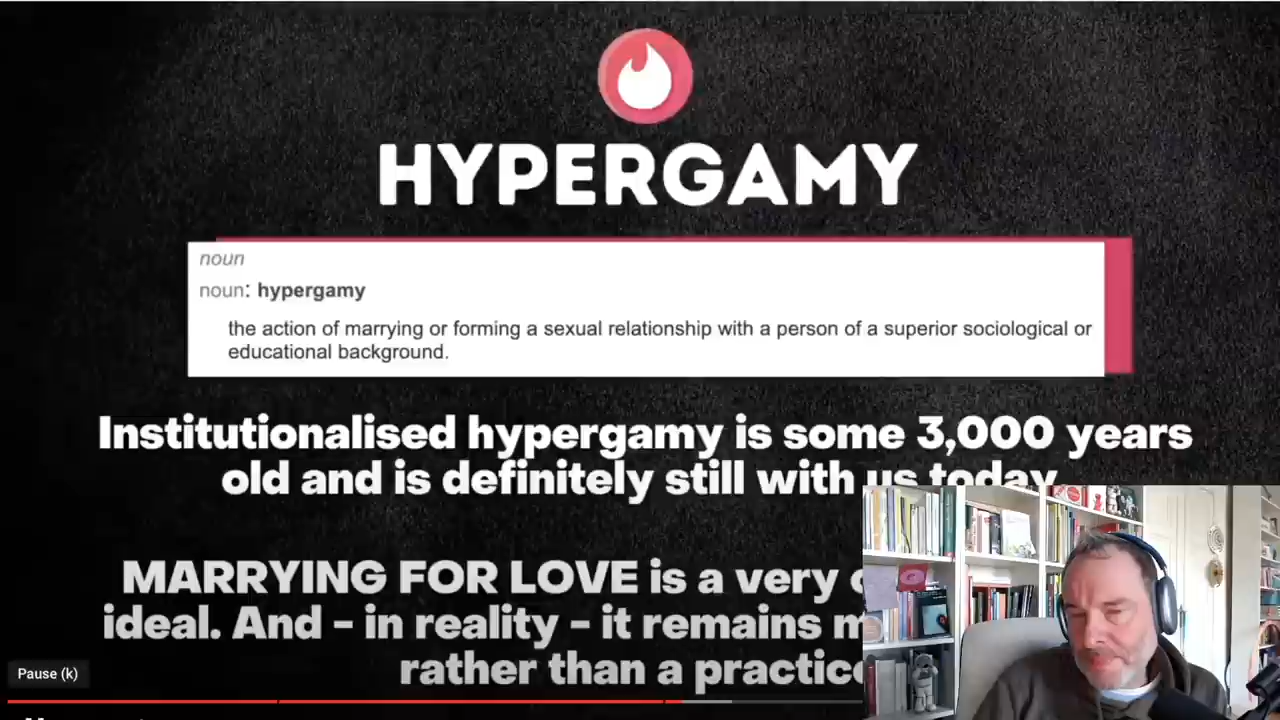 HYPERGAMY
noun
noun: hypergamy
the action of marrying or forming a sexual relationship with a person of a superior sociological or
educational background.
Institutionalised hypergamy is some 3,000 years
old and is definitely still with us today
MARRYING FOR LOVE is a very
ideal. And - in reality - it remains
rather than a practice
Pause (k)